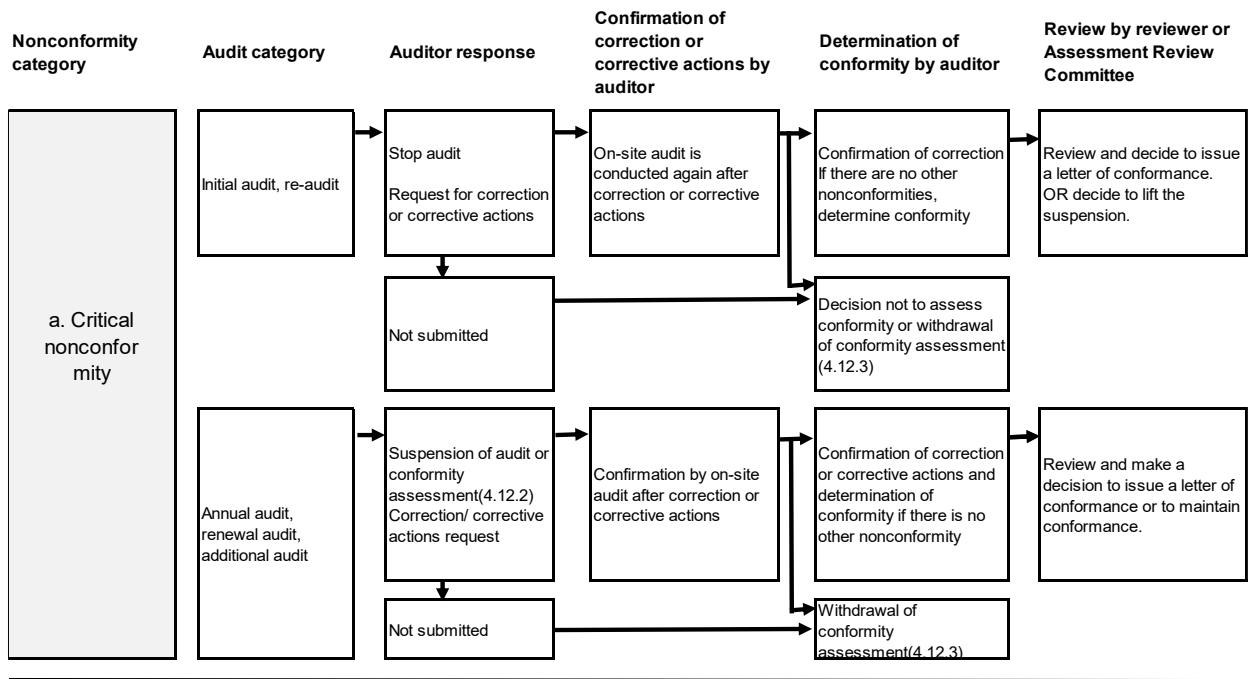 Nonconformity
category
Audit category
Auditor response
Confirmation of
correction or
corrective actions by
auditor
Determination of
conformity by auditor
Review by reviewer or
Assessment Review
Committee
a. Critical
nonconfor
mity
Initial audit, re-audit
Stop audit
Request for correction
or corrective actions
On-site audit is
conducted again after
correction or corrective
actions
Confirmation of correction
If there are no other
nonconformities,
determine conformity
Review and decide to issue
a letter of conformance.
OR decide to lift the
suspension.
Not submitted
Decision not to assess
conformity or withdrawal
of conformity assessment
(4.12.3)
Annual audit,
renewal audit,
additional audit
Suspension of audit or
conformity
assessment(4.12.2)
Correction/ corrective
actions request
Confirmation by on-site
audit after correction or
corrective actions
Confirmation of correction
or corrective actions and
determination of
conformity if there is no
other nonconformity
Review and make a
decision to issue a letter of
conformance or to maintain
conformance.
Not submitted
Withdrawal of
conformity
assessment(4.12.3)